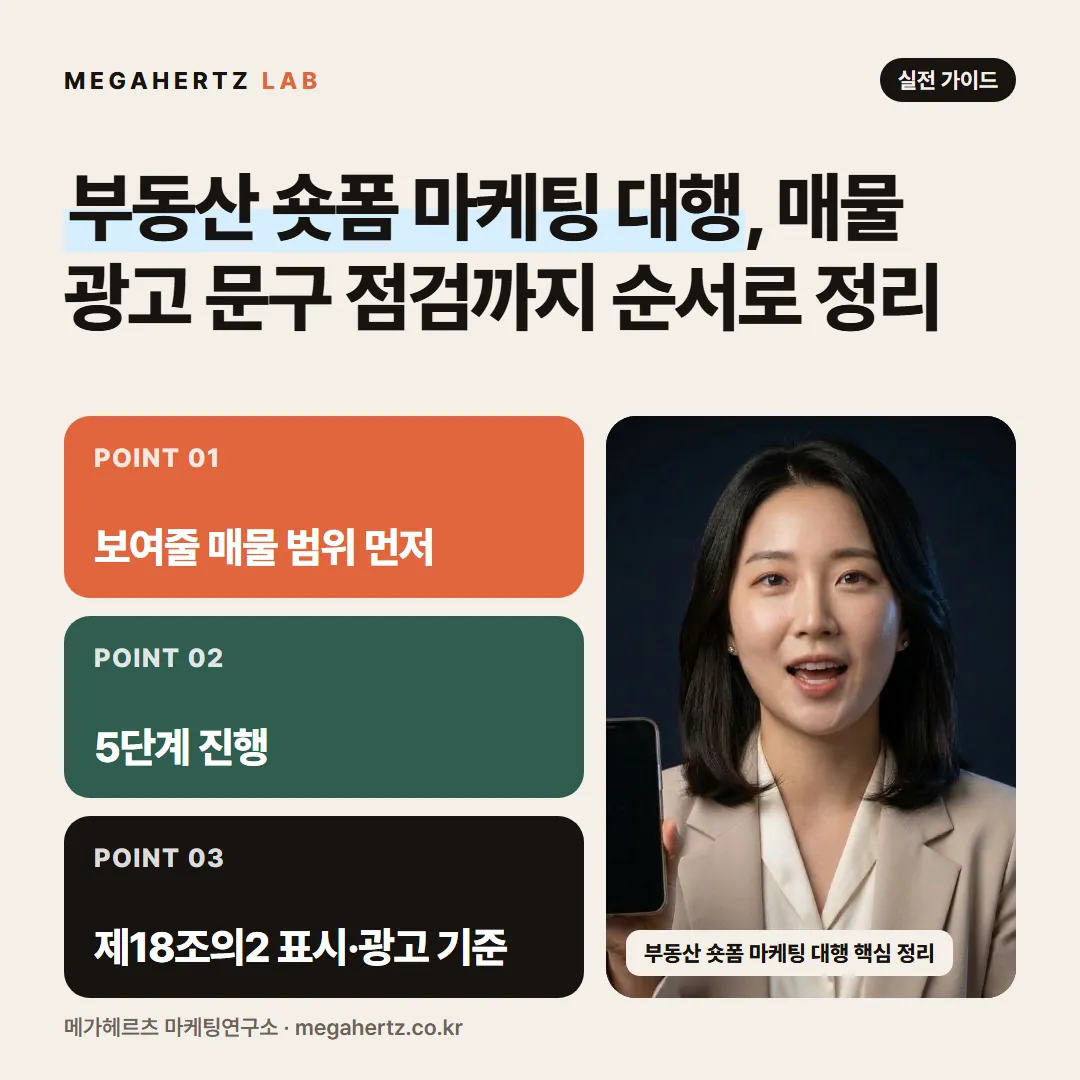 MEGAHERTZ LAB
실전 가이드
부동산 숏폼 마케팅 대행, 매물
광고 문구 점검까지 순서로 정리
POINT 01
보여줄 매물 범위 먼저
POINT 02
5단계 진행
POINT 03
제18조의2 표시·광고 기준
부동산 숏폼 마케팅 대행 핵심 정리
메가헤르츠 마케팅연구소 · megahertz.co.kr